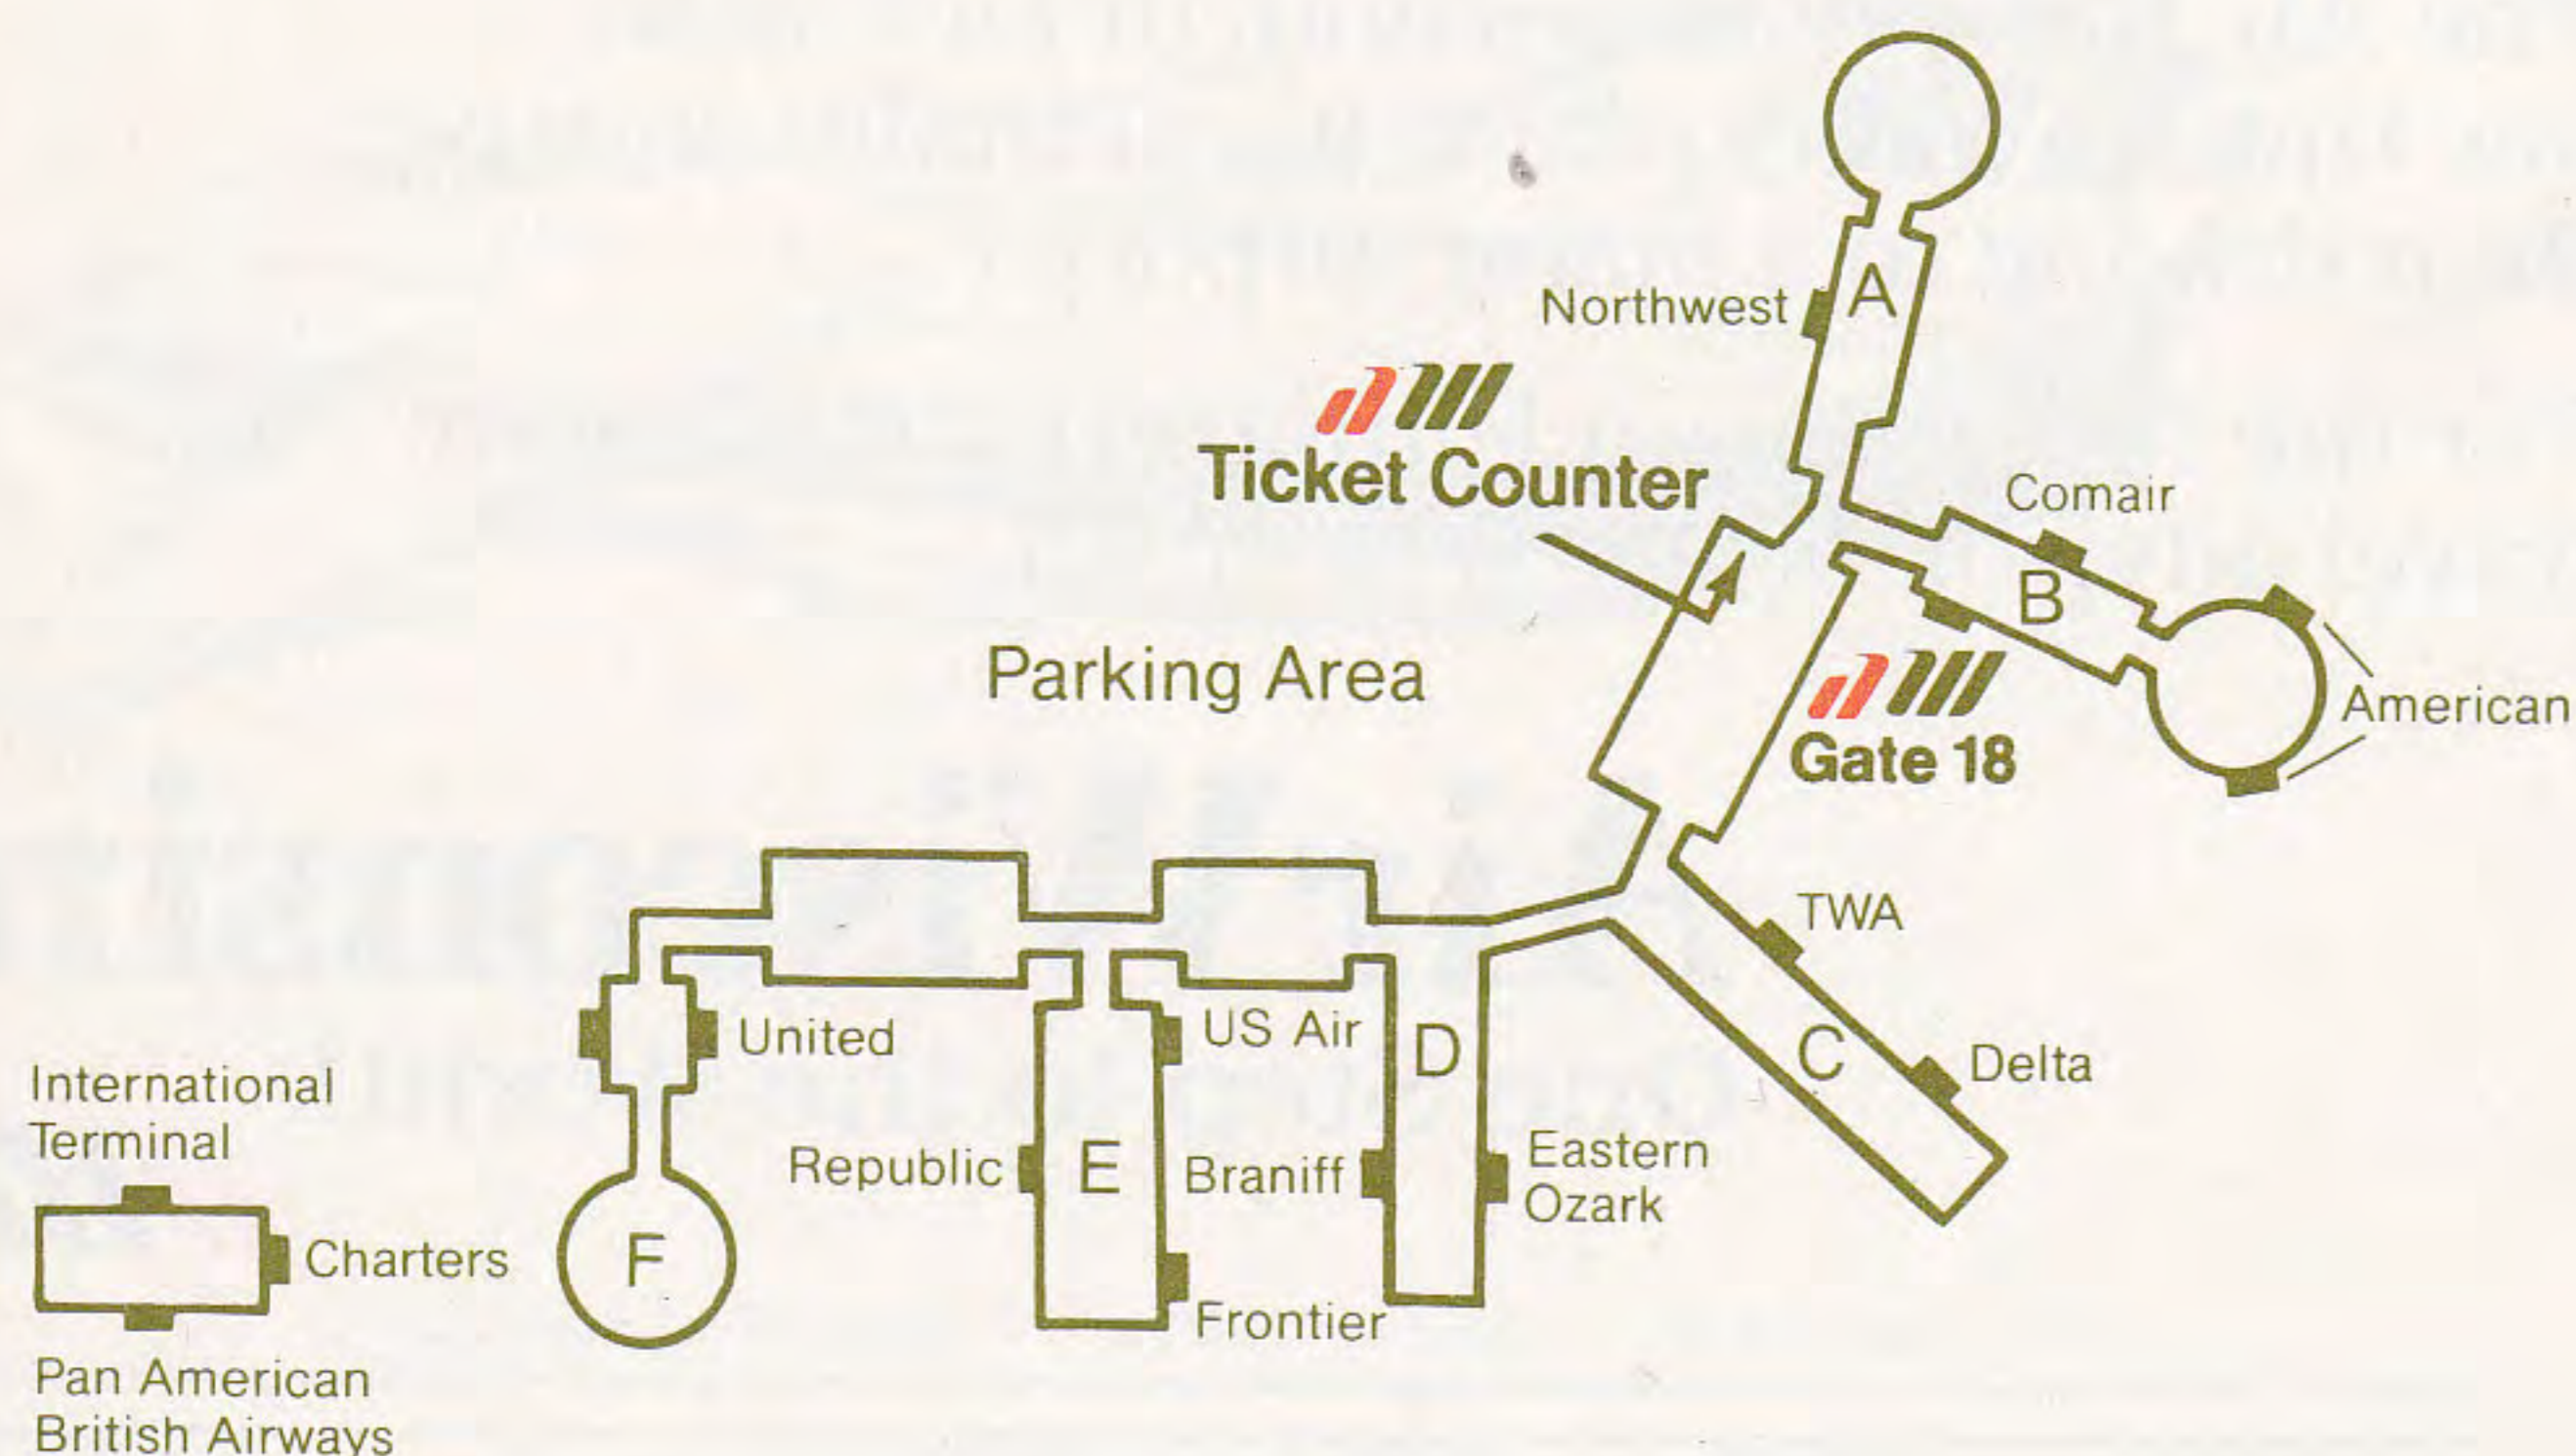 A
Northwest
Ticket Counter
Comair
B
Parking Area
American
Gate 18
TWA
US Air
D
United
C
Delta
International
Terminal
Republic
E
Braniff
Eastern
Ozark
Charters
F
Frontier
Pan American
British Airways